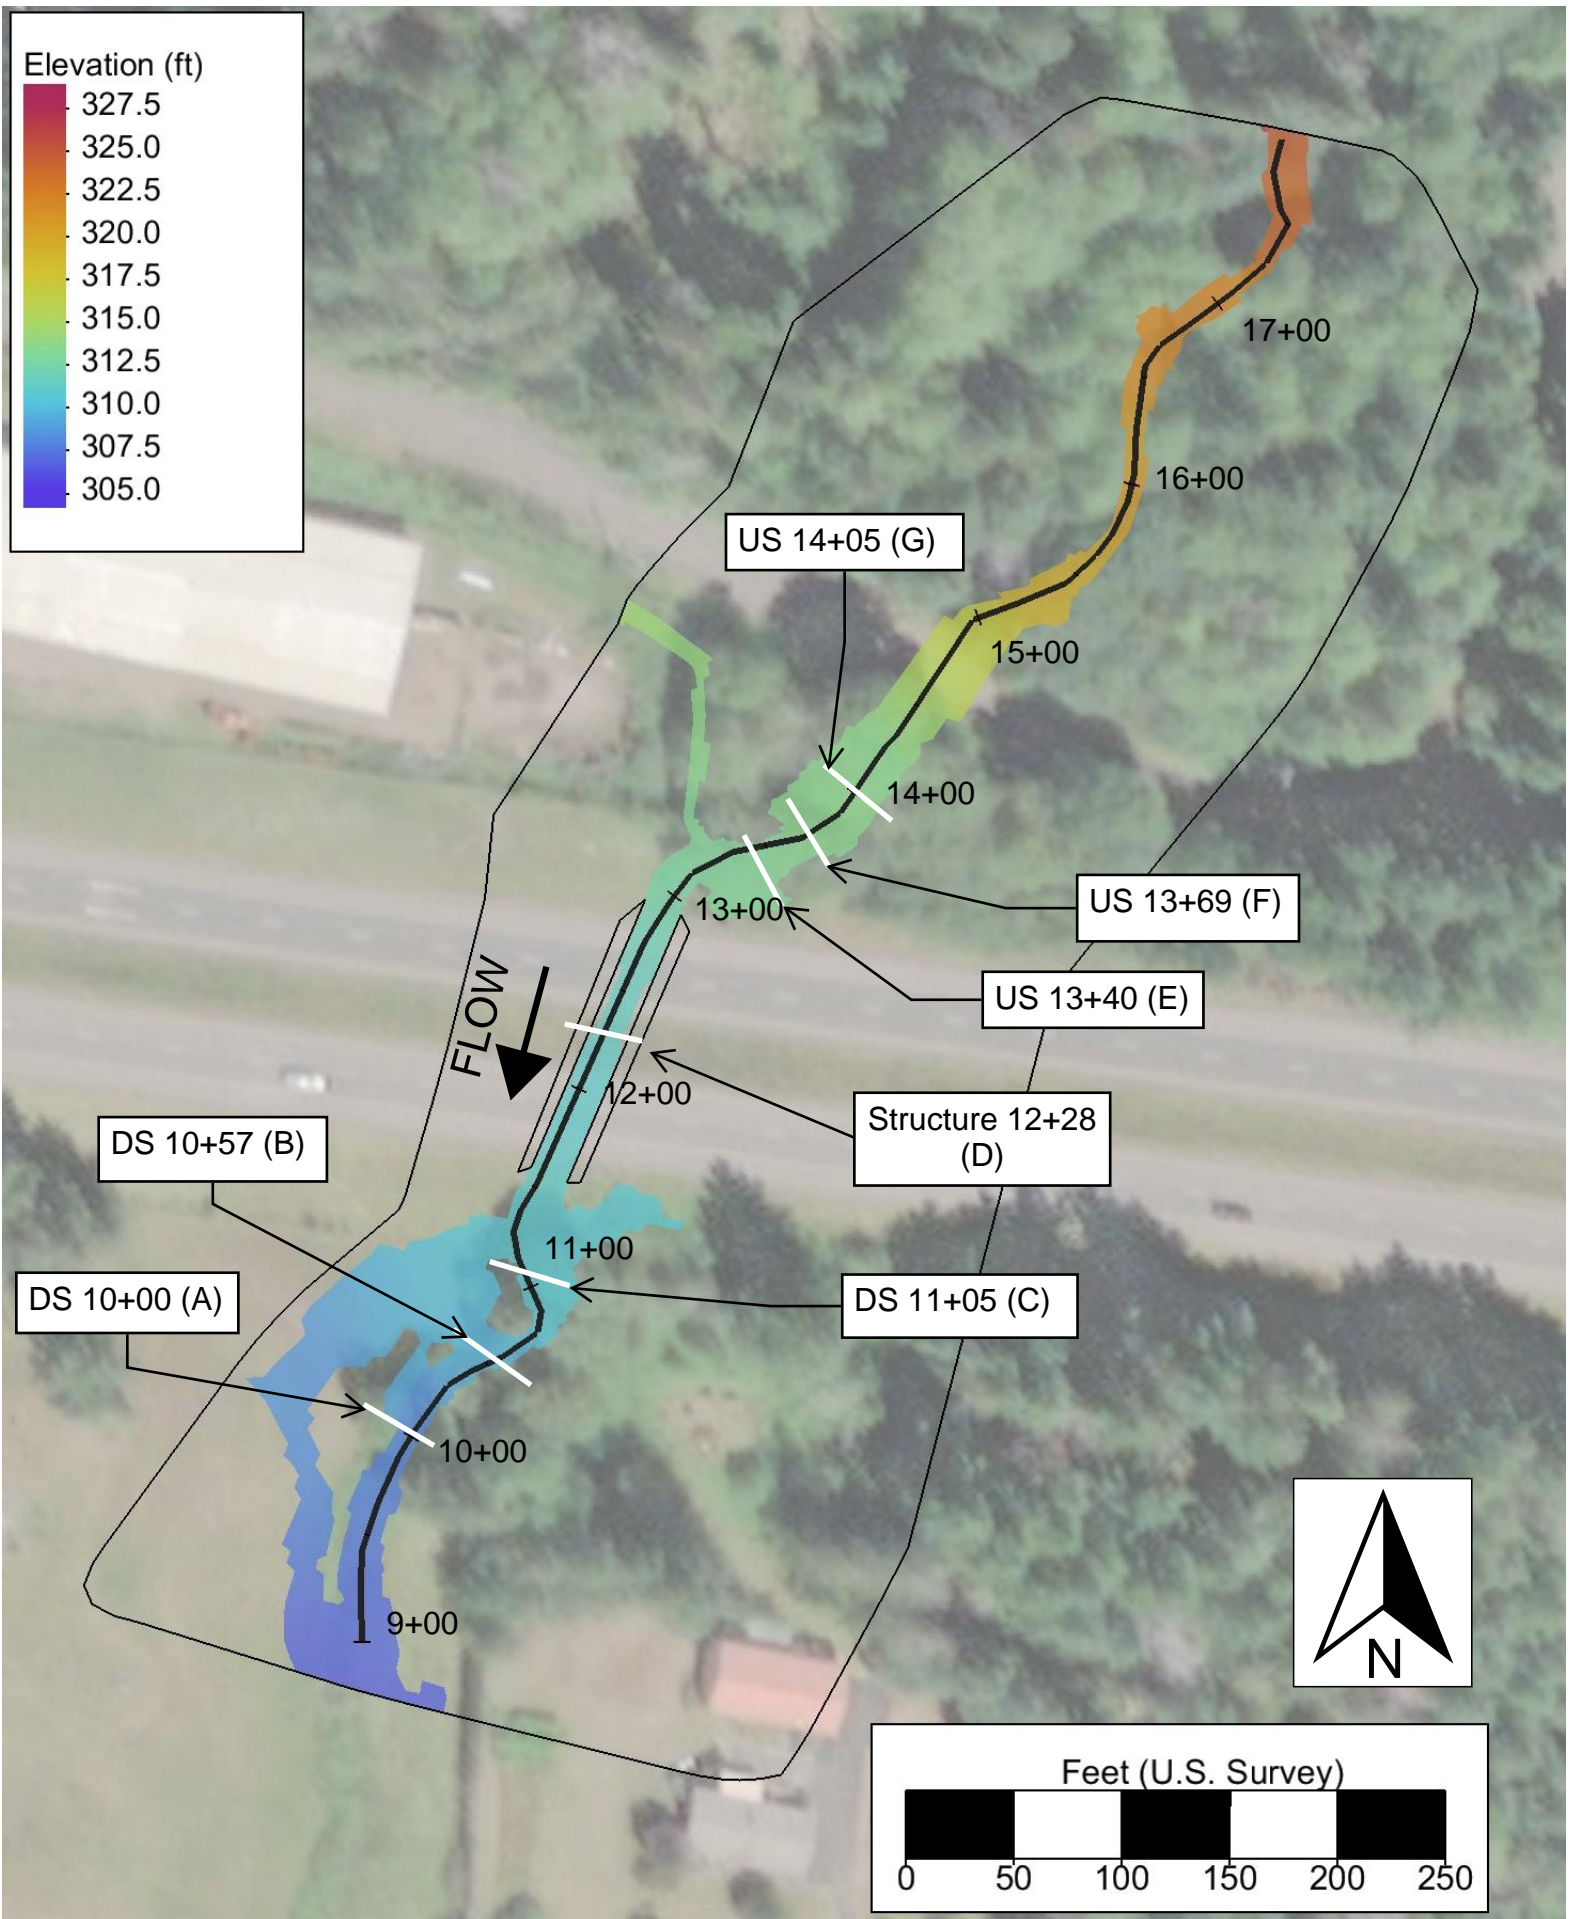 Elevation (ft)
327.5
325.0
322.5
320.0
317.5
315.0
312.5
310.0
307.5
305.0
17+00
16+00
US 14+05 (G)
15+00
14+00
US 13+69 (F)
13+00
US 13+40 (E)
FLOW
12+00
Structure 12+28
(D)
DS 10+57 (B)
11+00
DS 10+00 (A)
DS 11+05 (C)
10+00
9+00
N
Feet (U.S. Survey)
0 50 100 150 200 250